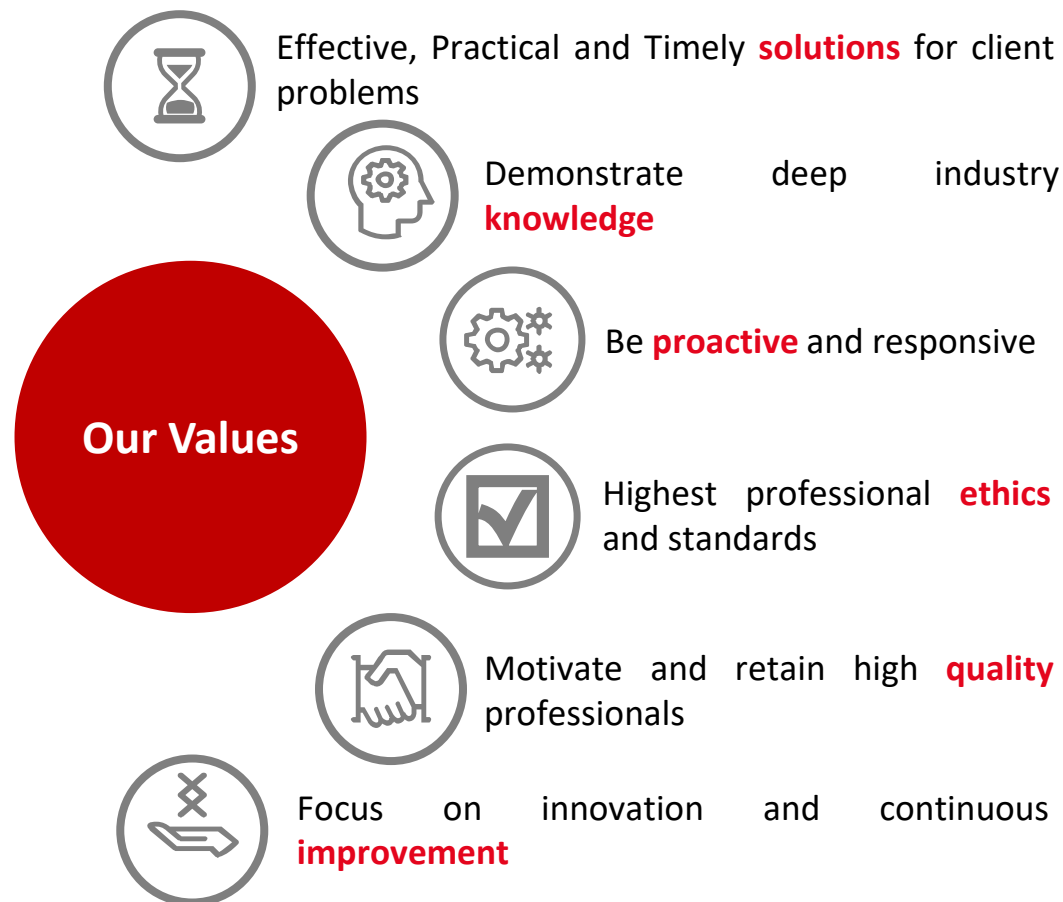 Effective, Practical and Timely solutions for client
problems
Demonstrate deep industry
knowledge
Be proactive and responsive
Our Values
Highest professional ethics
and standards
Motivate and retain high quality
professionals
Focus on innovation and continuous
improvement